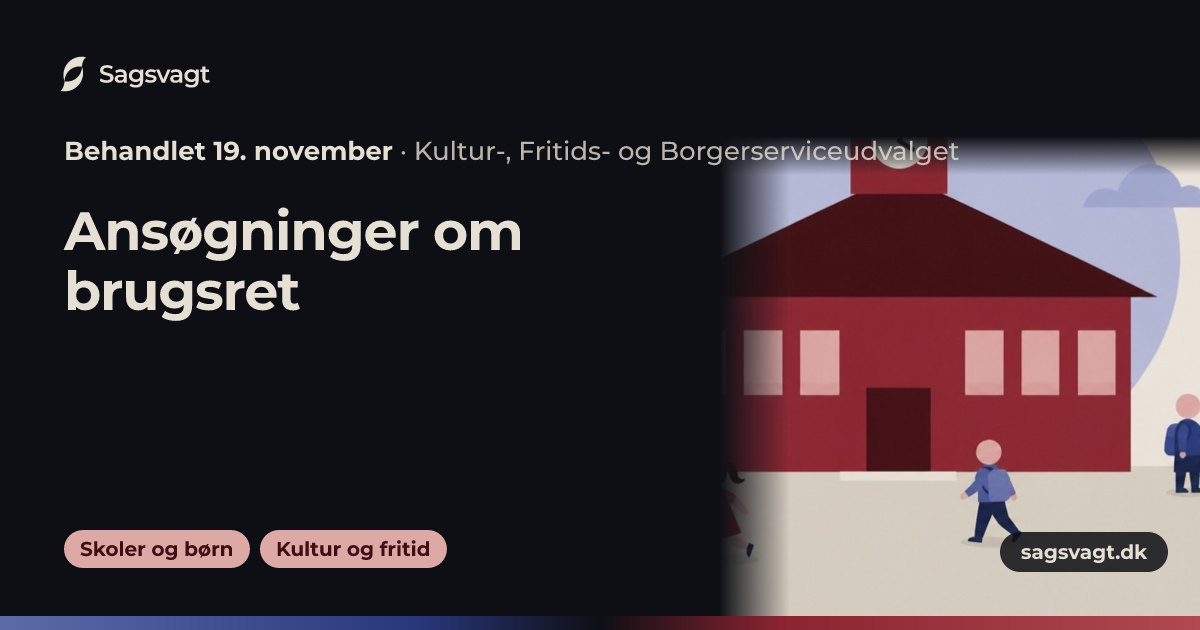 Sagsvagt
Behandlet 19. november · Kultur-, Fritids- og Borgerserviceudvalget
Ansøgninger om
brugsret
Skoler og børn
Kultur og fritid
sagsvagt.dk